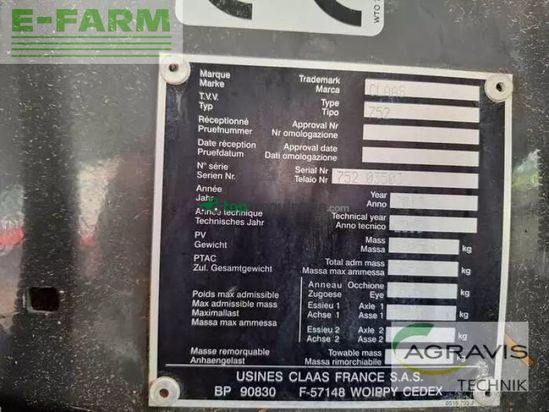 E-FARM
WTO
Marque
Marke
Trademark
Marca
CLAAS
T.V.V.
Typ
Type
Tipo
752
Réceptionné
Pruefnummer
Approval Nr
Nr omologazione
Date réception
Pruefdatum
Approval date
Dati omologazione
N° série
Serien Nr.
Serial Nr
Telaio Nr
752
Année
Jahr
Year
Anno
Année technique
Technisches Jahr
Technical year
Anno tecnico
PV
Gewicht
Mass
Massa
kg
PTAC
Zul. Gesamtgewicht
Total adm mass
Massa max ammessa
kg
Poids max admissible
Max admissible mass
Maximallast
Massa max ammessa
Anneau Occhione
Zugoese Eye
kg
Essieu 1 Axle 1
Achse 1 Asse 1
kg
Essieu 2 Axle 2
Achse 2 Asse 2
kg
Masse remorquable
Anhaengelast
Towable mass
Massa rimorchiabile
kg
USINES CLAAS FRANCE S.A.S.
BP 90830 F-57148 WOIPPY CEDEX
AGRAVIS
TECHNIK